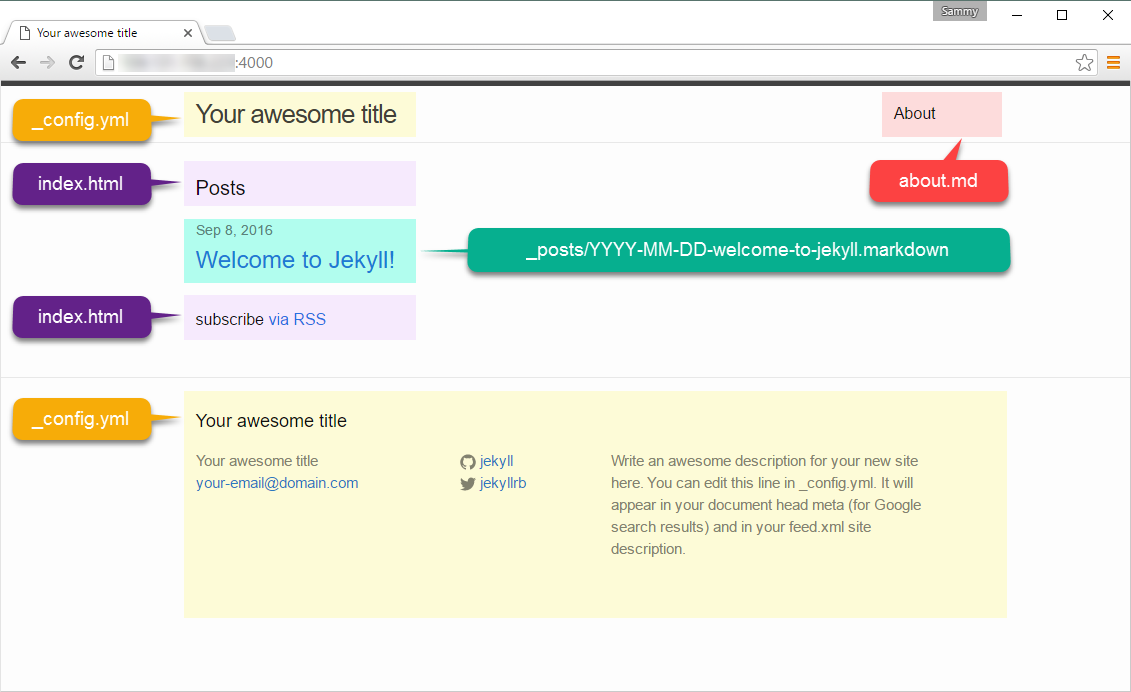 Sammy
Your awesome title
:4000
_config.yml
Your awesome title
About
index.html
Posts
about.md
Sep 8, 2016
Welcome to Jekyll!
_posts/YYYY-MM-DD-welcome-to-jekyll.markdown
index.html
subscribe via RSS
_config.yml
Your awesome title
Your awesome title
your-email@domain.com
jekyll
jekyllrb
Write an awesome description for your new site
here. You can edit this line in _config.yml. It will
appear in your document head meta (for Google
search results) and in your feed.xml site
description.